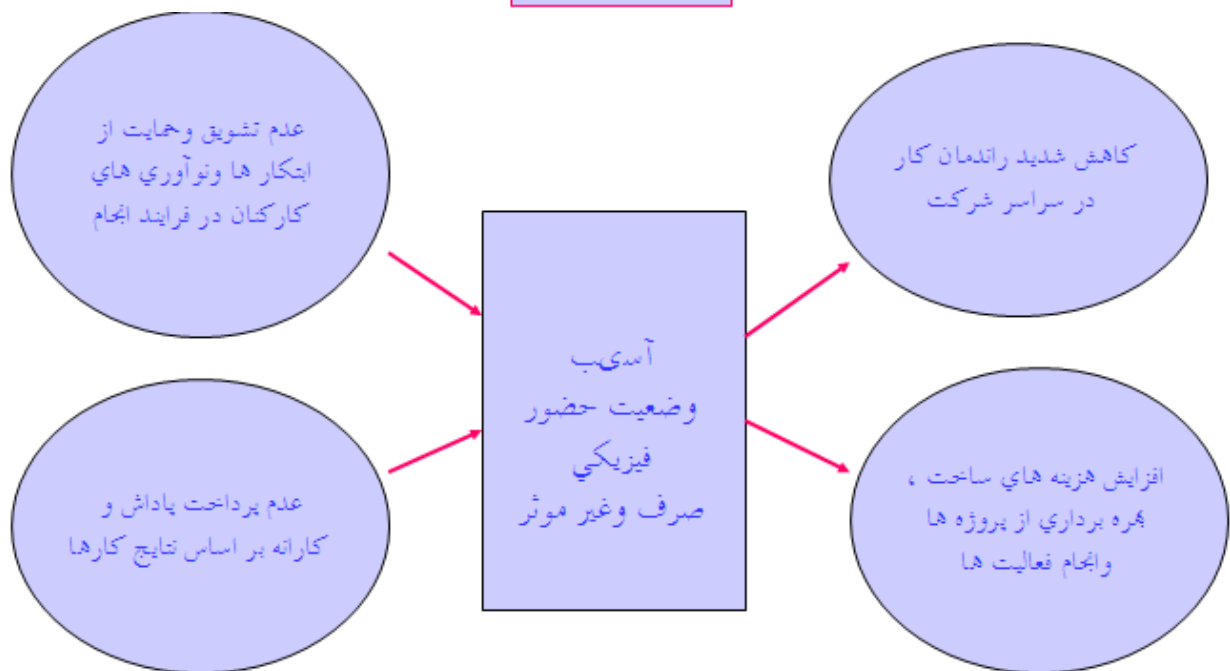 عدم تشويق وحمايت از
ابتكار ها ونوآوري هاي
كاركنان در فرايند انجام
كاهش شديد راندمان كار
در سراسر شركت
آسیب
وضعيت حضور
فيزيكي
صرف وغير موثر
عدم پرداخت پاداش و
كارانه بر اساس نتايج كارها
افزايش هزينه هاي ساخت ،
بهره برداري از پروژه ها
وانجام فعاليت ها